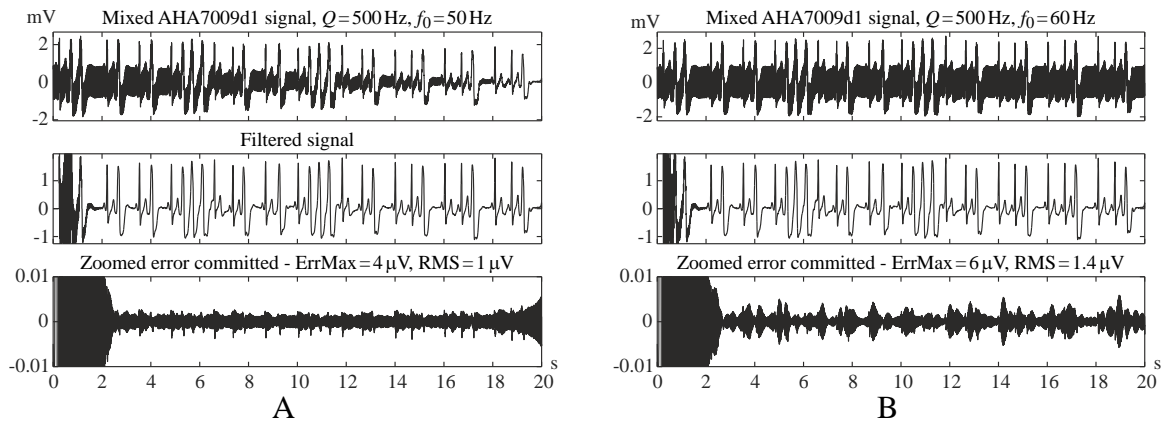 mV
Mixed AHA7009d1 signal, Q = 500 Hz, f0 = 50 Hz
2
0
-2
Filtered signal
1
0
-1
Zoomed error committed - ErrMax = 4 μV, RMS = 1 μV
0.01
0
-0.01
0 2 4 6 8 10 12 14 16 18 20
s
A
mV
Mixed AHA7009d1 signal, Q = 500 Hz, f0 = 60 Hz
2
0
-2
1
0
-1
Zoomed error committed - ErrMax = 6 μV, RMS = 1.4 μV
0.01
0
-0.01
0 2 4 6 8 10 12 14 16 18 20
s
B